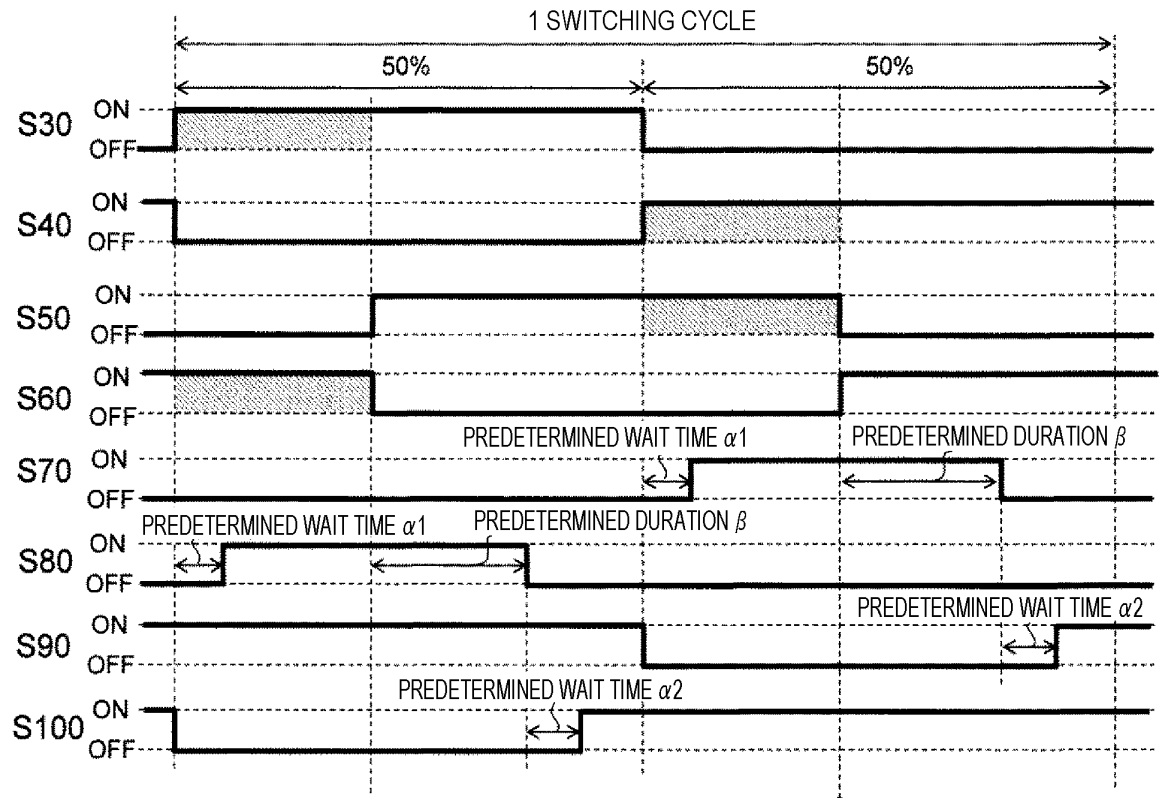 1 SWITCHING CYCLE
50% 50%
S30 ON
OFF
S40 ON
OFF
S50 ON
OFF
S60 ON
OFF
PREDETERMINED WAIT TIME α1 PREDETERMINED DURATION β
S70 ON
OFF
PREDETERMINED WAIT TIME α1 PREDETERMINED DURATION β
S80 ON
OFF
PREDETERMINED WAIT TIME α2
S90 ON
OFF
PREDETERMINED WAIT TIME α2
S100 ON
OFF